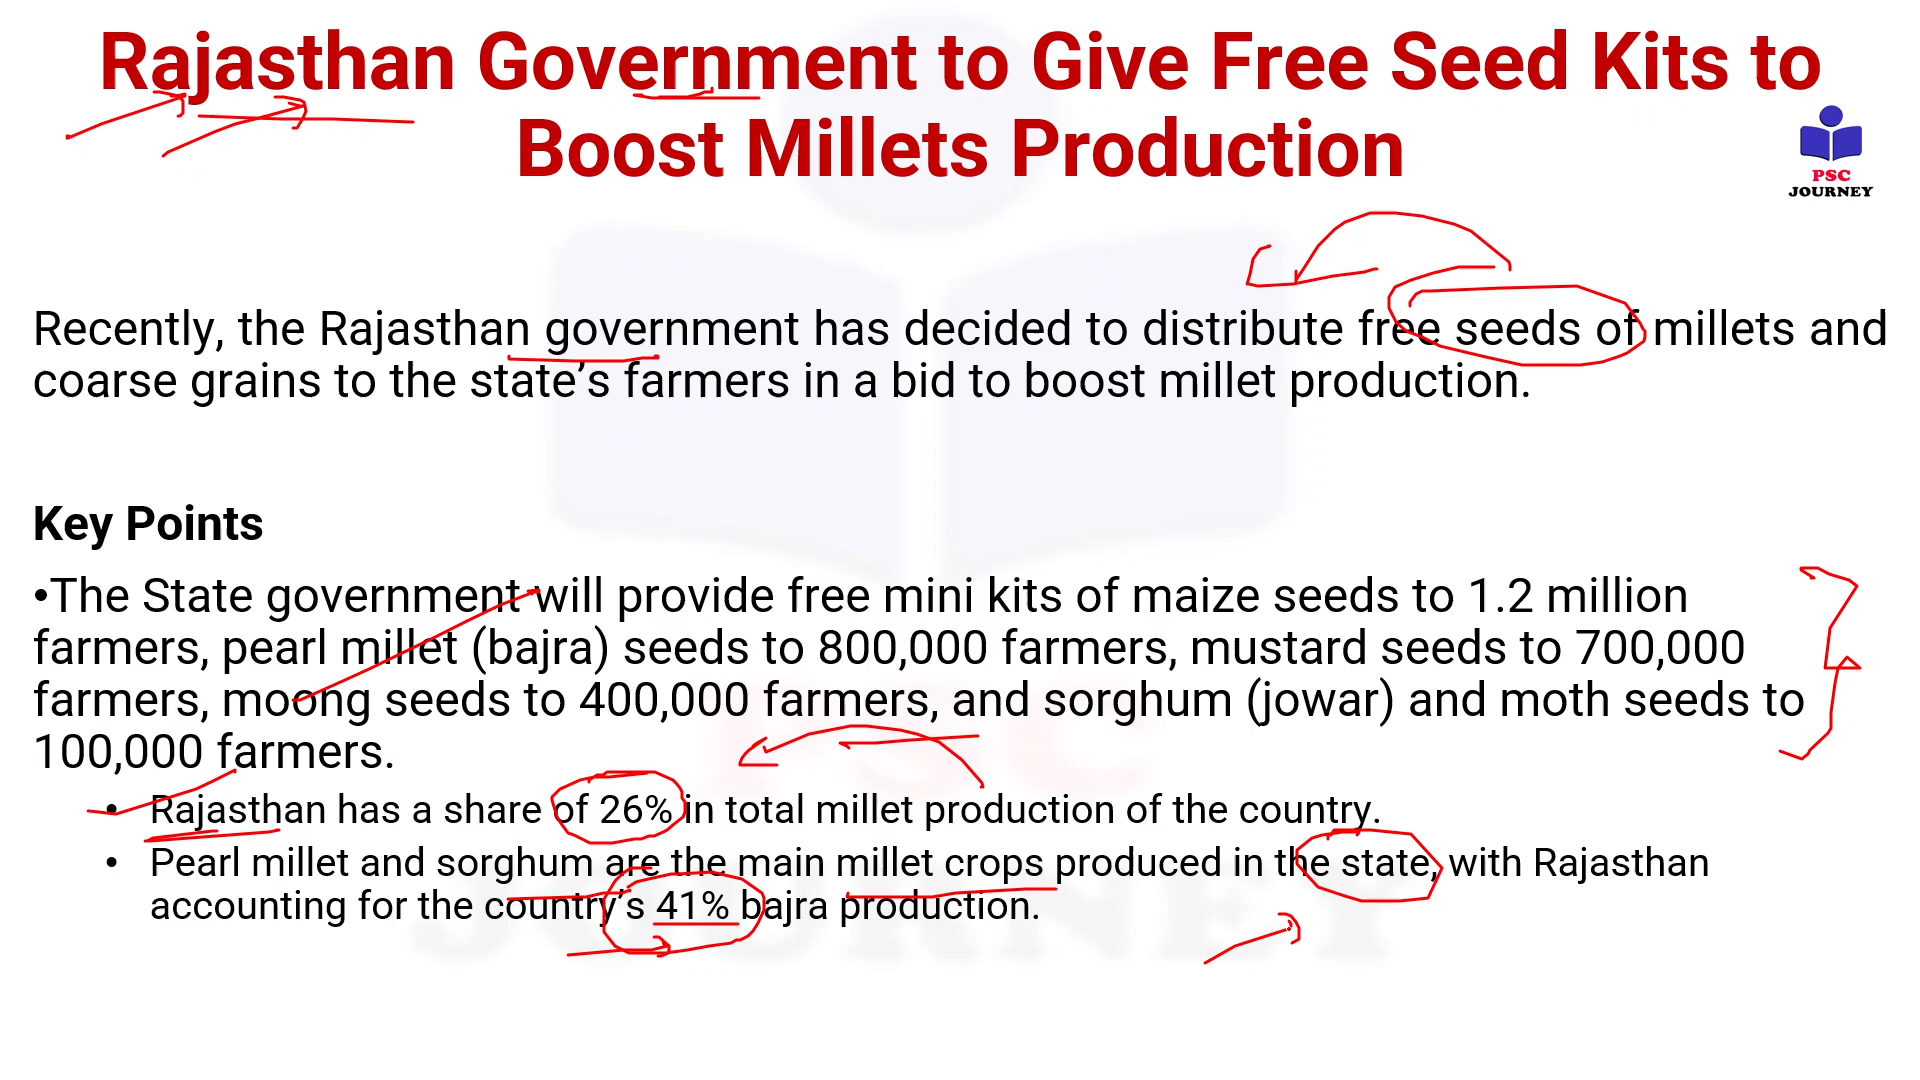 Rajasthan Government to Give Free Seed Kits to
Boost Millets Production
PSC
JOURNEY
Recently, the Rajasthan government has decided to distribute free seeds of millets and
coarse grains to the state’s farmers in a bid to boost millet production.
Key Points
•The State government will provide free mini kits of maize seeds to 1.2 million
farmers, pearl millet (bajra) seeds to 800,000 farmers, mustard seeds to 700,000
farmers, moong seeds to 400,000 farmers, and sorghum (jowar) and moth seeds to
100,000 farmers.
• Rajasthan has a share of 26% in total millet production of the country.
• Pearl millet and sorghum are the main millet crops produced in the state, with Rajasthan
accounting for the country’s 41% bajra production.
PSC
JOURNEY